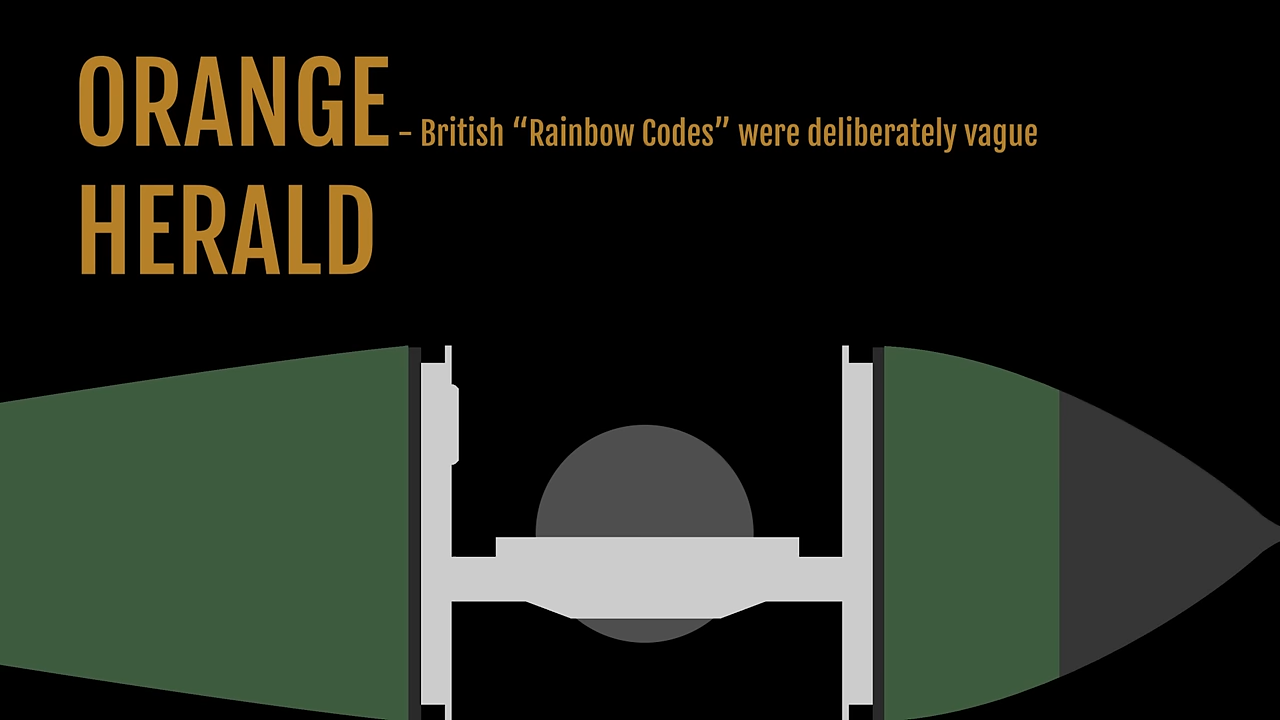 ORANGE – British “Rainbow Codes” were deliberately vague
HERALD